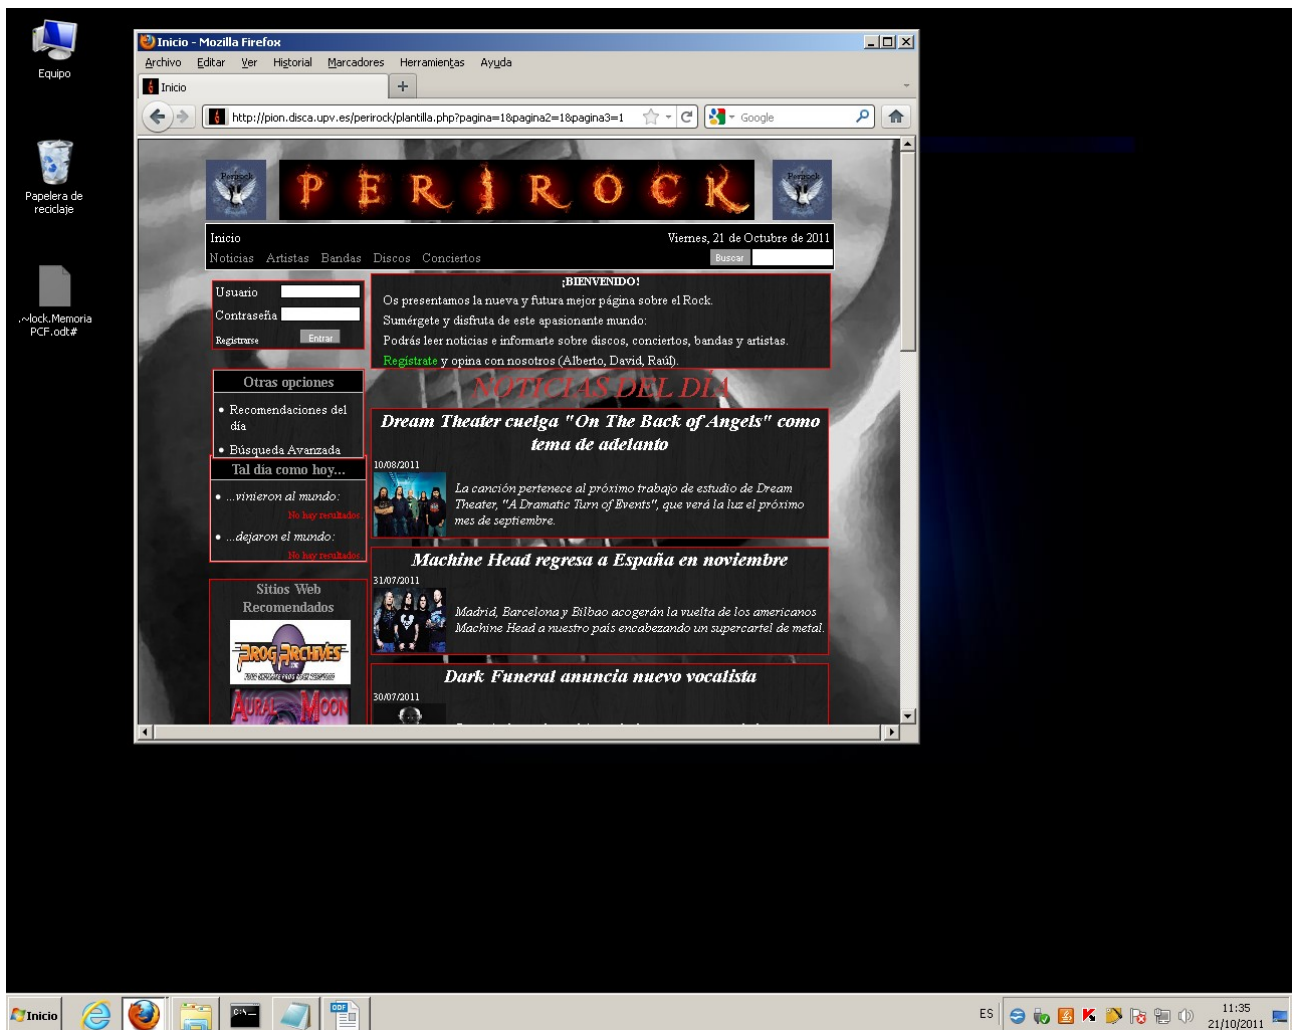 Equipo
Papelera de
reciclaje
.~lock.Memoria
PCF.odt#
Inicio - Mozilla Firefox
Archivo Editar Ver Historial Marcadores Herramientas Ayuda
Inicio
http://pion.disca.upv.es/perirock/plantilla.php?pagina=1&pagina2=1&pagina3=1
Google
PERIROCK
Inicio
Viernes, 21 de Octubre de 2011
Noticias Artistas Bandas Discos Conciertos
Buscar
Usuario
Contraseña
Registrarse
Entrar
¡BIENVENIDO!
Os presentamos la nueva y futura mejor página sobre el Rock.
Sumérgete y disfruta de este apasionante mundo:
Podrás leer noticias e informarte sobre discos, conciertos, bandas y artistas.
Regístrate y opina con nosotros (Alberto, David, Raúl).
Otras opciones
Recomendaciones del
día
Búsqueda Avanzada
Tal día como hoy...
...vinieron al mundo:
No hay resultados.
...dejaron el mundo:
No hay resultados.
Sitios Web
Recomendados
PROG ARCHIVES
AURAL MOON
NOTICIAS DEL DÍA
Dream Theater cuelga "On The Back of Angels" como
tema de adelanto
10/08/2011
La canción pertenece al próximo trabajo de estudio de Dream
Theater, "A Dramatic Turn of Events", que verá la luz el próximo
mes de septiembre.
Machine Head regresa a España en noviembre
31/07/2011
Madrid, Barcelona y Bilbao acogerán la vuelta de los americanos
Machine Head a nuestro país encabezando un supercartel de metal.
Dark Funeral anuncia nuevo vocalista
30/07/2011
Inicio
ES
11:35
21/10/2011